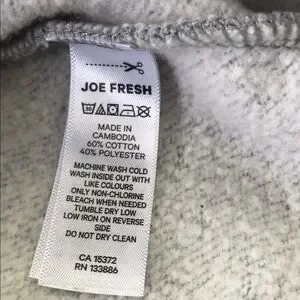 JOE FRESH
MADE IN
CAMBODIA
60% COTTON
40% POLYESTER
MACHINE WASH COLD
WASH INSIDE OUT WITH
LIKE COLOURS
ONLY NON-CHLORINE
BLEACH WHEN NEEDED
TUMBLE DRY LOW
LOW IRON ON REVERSE
SIDE
DO NOT DRY CLEAN
CA 15372
RN 133886